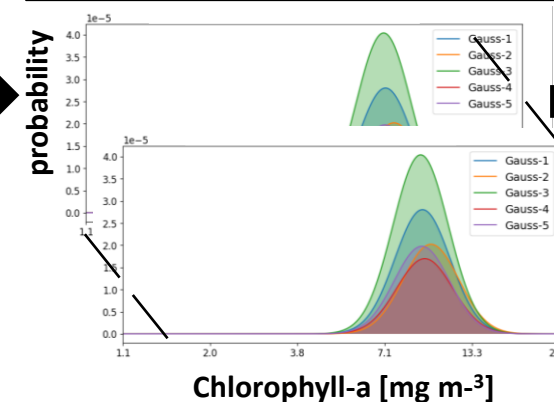 probability
1e−5
4.0
3.5
3.0
2.5
2.0
1.5
1.0
0.5
0.0
1.1
Gauss-1
Gauss-2
Gauss-3
Gauss-4
Gauss-5
1e−5
4.0
3.5
3.0
2.5
2.0
1.5
1.0
0.5
0.0
Gauss-1
Gauss-2
Gauss-3
Gauss-4
Gauss-5
1.1 2.0 3.8 7.1 13.3
Chlorophyll-a [mg m-³]